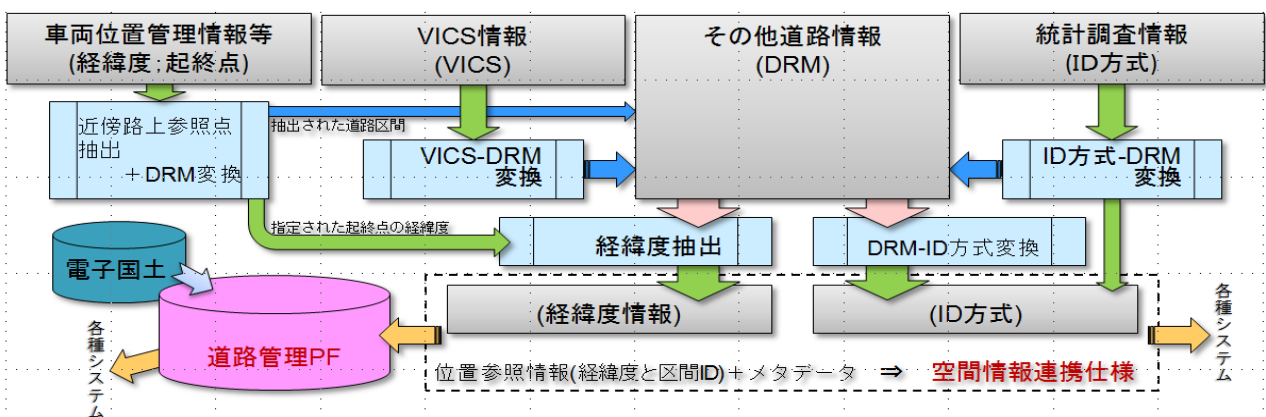 車両位置管理情報等
(経緯度;起終点)
VICS情報
(VICS)
その他道路情報
(DRM)
統計調査情報
(ID方式)
近傍路上参照点
抽出
+DRM変換
抽出された道路区間
VICS-DRM
変換
ID方式-DRM
変換
指定された起終点の経緯度
経緯度抽出
DRM-ID方式変換
電子国土
(経緯度情報)
(ID方式)
各種システム
道路管理PF
各種システム
位置参照情報(経緯度と区間ID)+メタデータ ⇒ 空間情報連携仕様